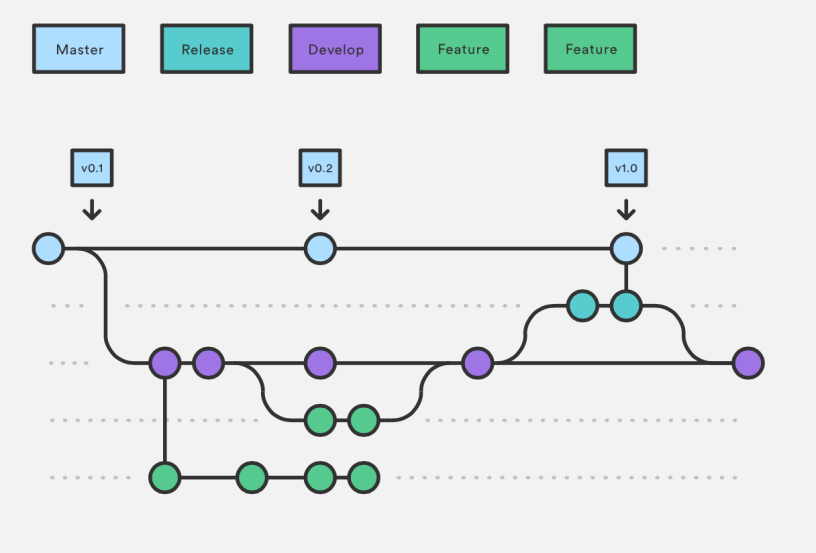 Master
Release
Develop
Feature
Feature
v0.1
v0.2
v1.0